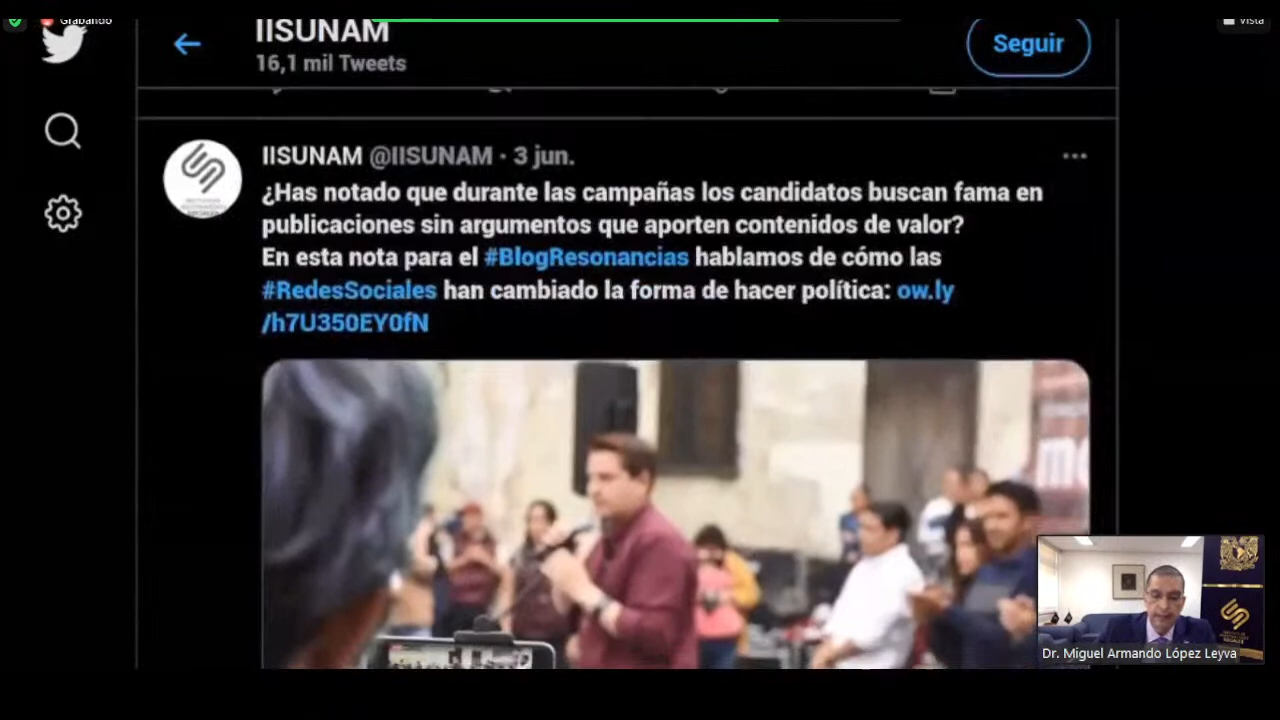 Grabando
Vista
IISUNAM
16,1 mil Tweets
Seguir
IISUNAM @IISUNAM · 3 jun.
¿Has notado que durante las campañas los candidatos buscan fama en
publicaciones sin argumentos que aporten contenidos de valor?
En esta nota para el #BlogResonancias hablamos de cómo las
#RedesSociales han cambiado la forma de hacer política: ow.ly
/h7U350EY0fN
Dr. Miguel Armando López Leyva